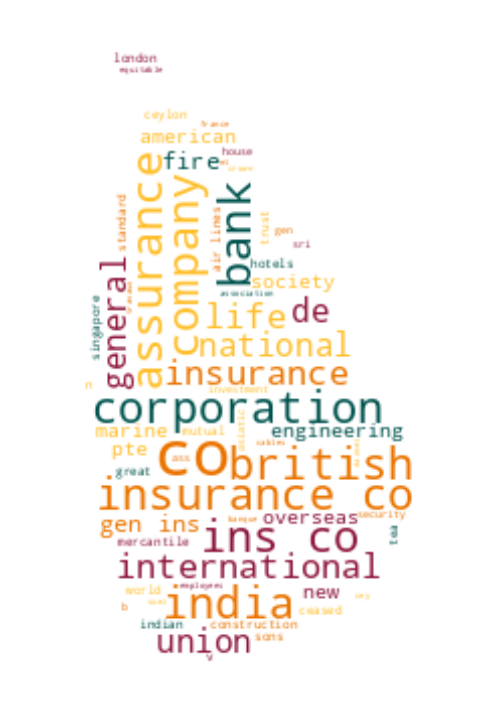 london
equitable
ceylon
france
american
house
fire
assurance
company
bank
standard
air lines
trust
gen
sri
hotels
general
society
association
singapore
life
de
national
insurance
n
investment
corporation
marine
mutual
asiatic
engineering
pte
cables
co
british
ass
great
insurance co
gen ins
banque
overseas
security
tea
mercantile
ins co
international
employees
world
india
new
b
ceased
indian
construction
union
sons
v